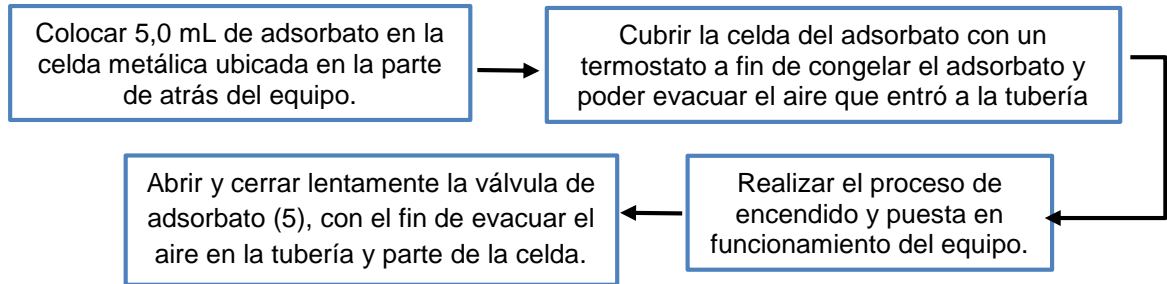 Colocar 5,0 mL de adsorbato en la
celda metálica ubicada en la parte
de atrás del equipo.
Cubrir la celda del adsorbato con un
termostato a fin de congelar el adsorbato y
poder evacuar el aire que entró a la tubería
Realizar el proceso de
encendido y puesta en
funcionamiento del equipo.
Abrir y cerrar lentamente la válvula de
adsorbato (5), con el fin de evacuar el
aire en la tubería y parte de la celda.